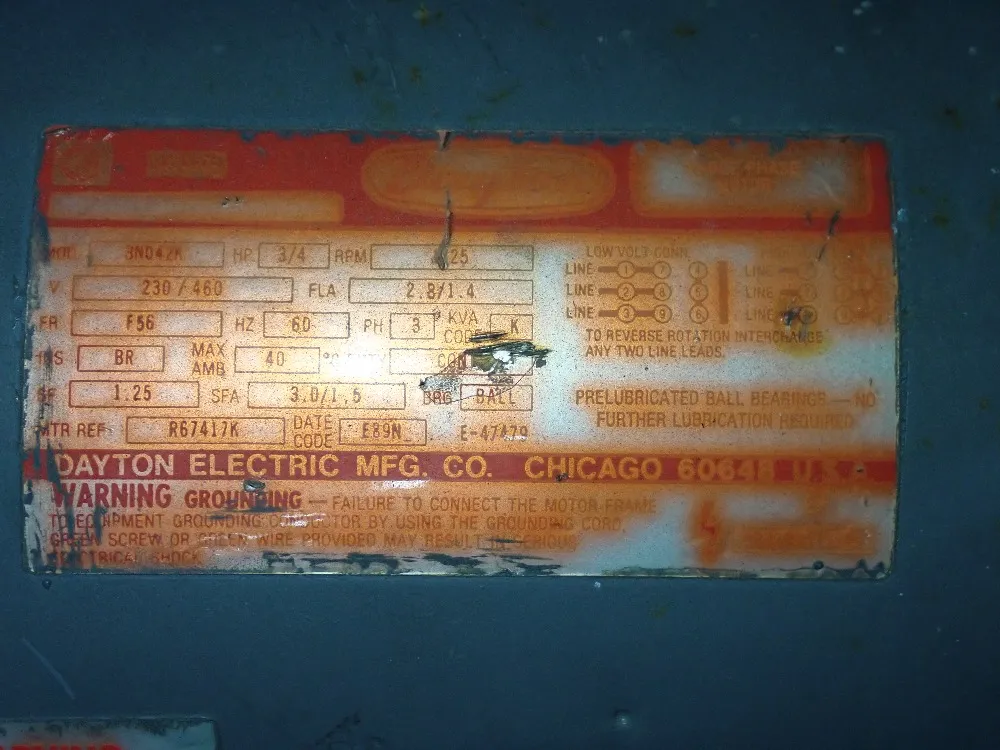 MOD 3N042K HP 3/4 RPM 25
V 230/460 FLA 2.8/1.4
FR F56 HZ 60 PH 3 KVA CODE K
INS BR MAX AMB 40
SF 1.25 SFA 3.0/1.5 BRG BALL
MTR REF R67417K DATE CODE E89N E-47479
LOW VOLT CONN.
LINE 1 7
LINE 2 8
LINE 3 9 6
LINE
LINE
LINE
TO REVERSE ROTATION INTERCHANGE
ANY TWO LINE LEADS.
PRELUBRICATED BALL BEARINGS — NO
FURTHER LUBRICATION REQUIRED
DAYTON ELECTRIC MFG. CO. CHICAGO 60648 U.S.A.
WARNING GROUNDING — FAILURE TO CONNECT THE MOTOR FRAME
TO EQUIPMENT GROUNDING CONDUCTOR BY USING THE GROUNDING CORD,
GREEN SCREW OR GREEN WIRE PROVIDED MAY RESULT IN SERIOUS
ELECTRICAL SHOCK